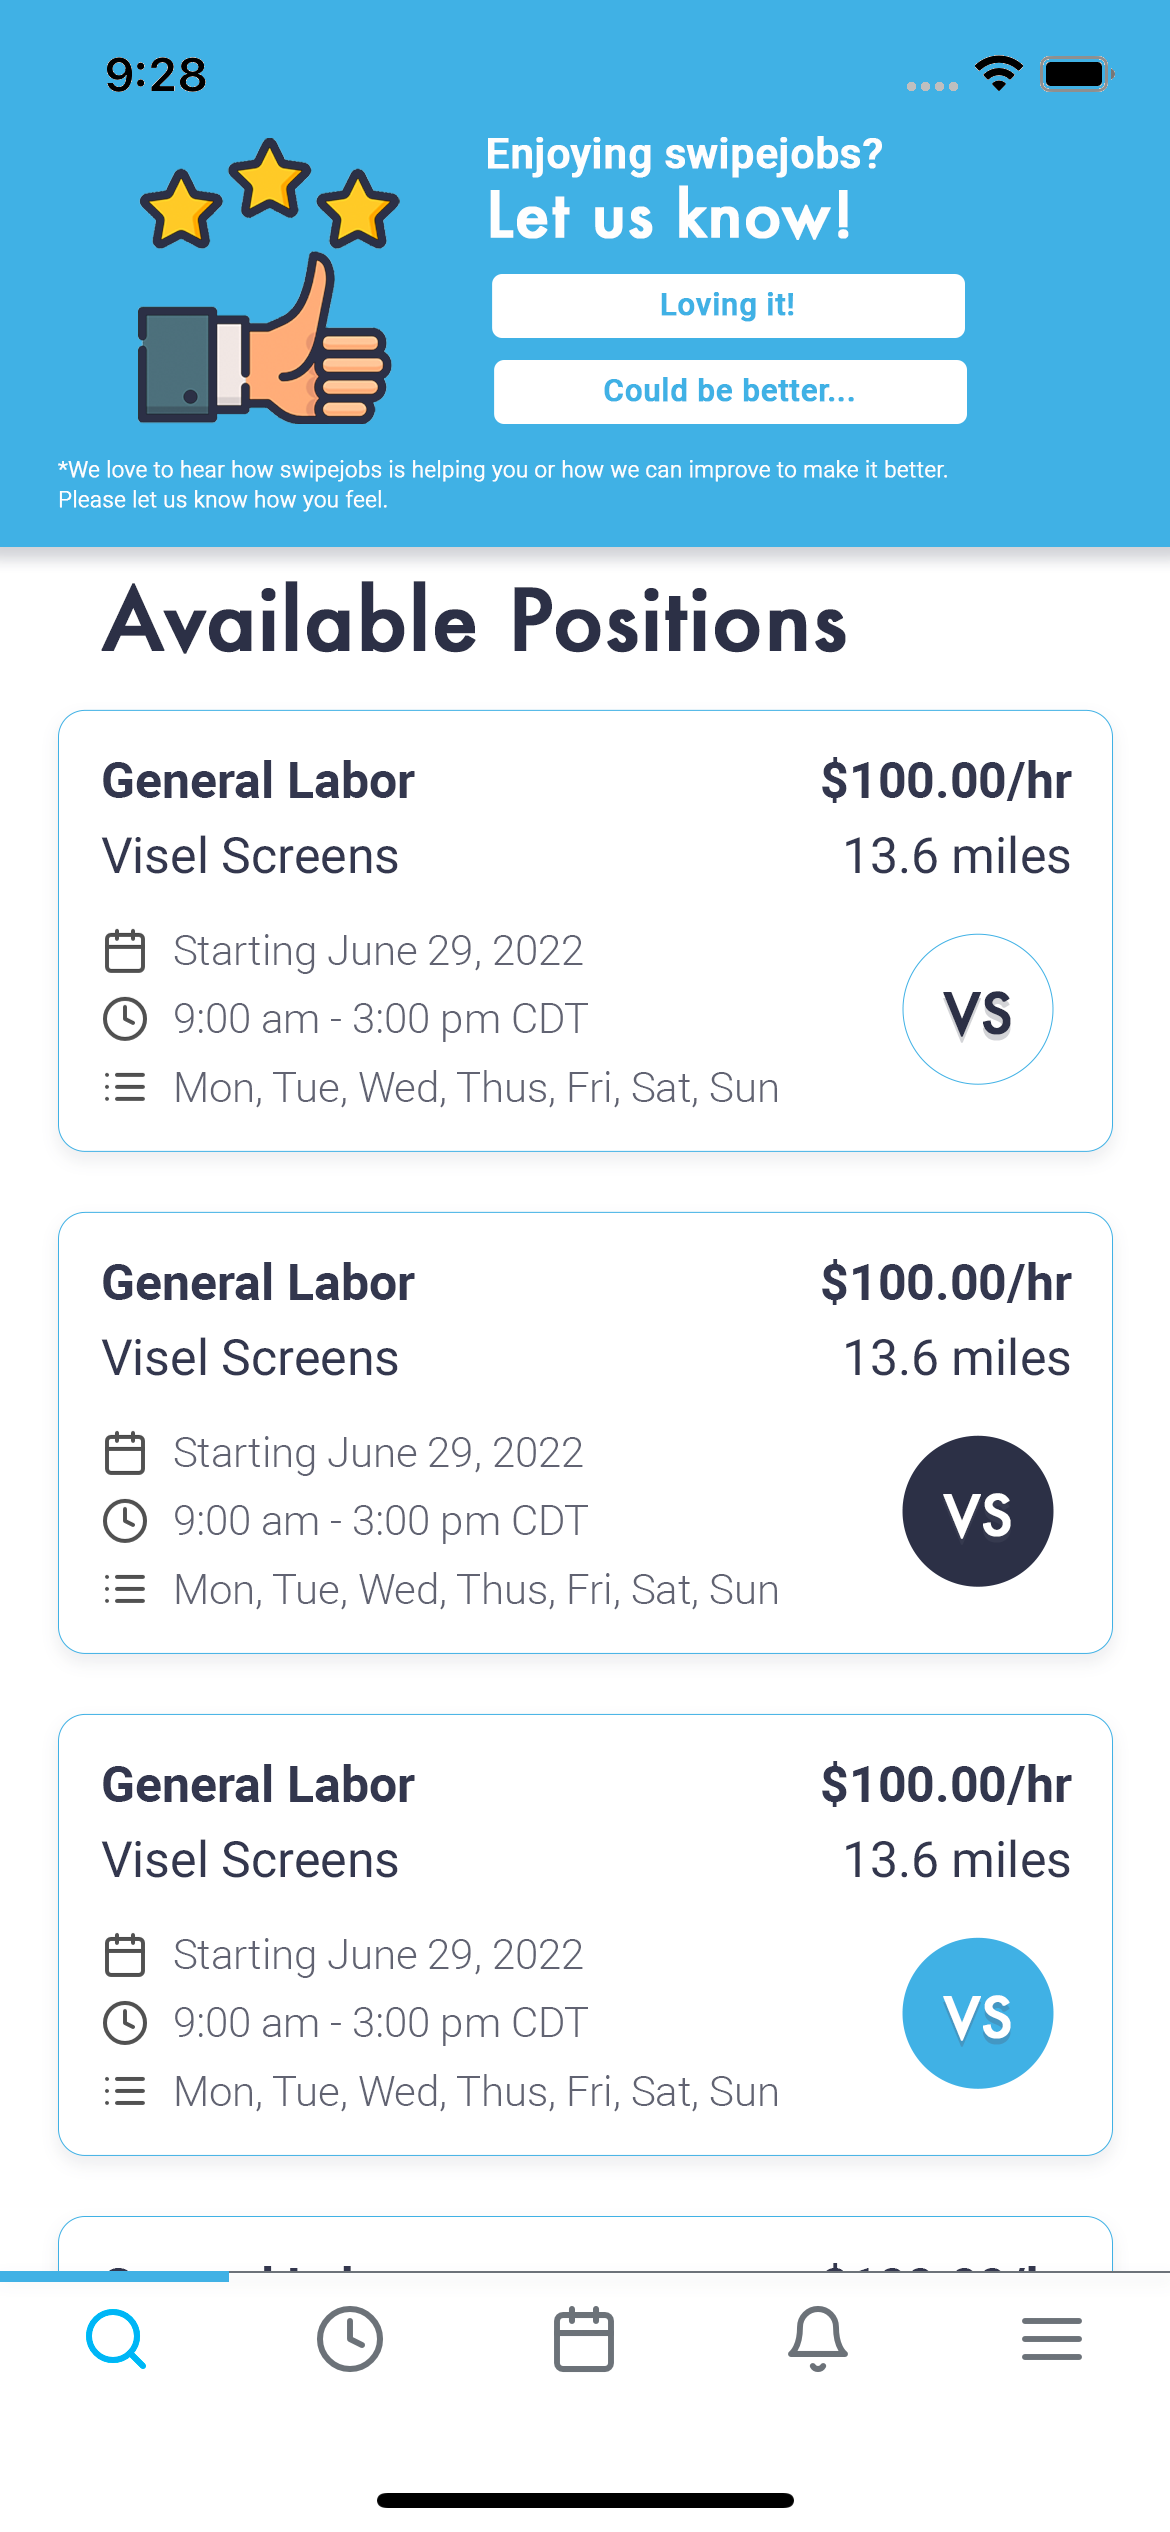 9:28
Enjoying swipejobs?
Let us know!
Loving it!
Could be better...
*We love to hear how swipejobs is helping you or how we can improve to make it better.
Please let us know how you feel.
Available Positions
General Labor $100.00/hr
Visel Screens 13.6 miles
Starting June 29, 2022
9:00 am - 3:00 pm CDT
VS
Mon, Tue, Wed, Thus, Fri, Sat, Sun
General Labor $100.00/hr
Visel Screens 13.6 miles
Starting June 29, 2022
9:00 am - 3:00 pm CDT
VS
Mon, Tue, Wed, Thus, Fri, Sat, Sun
General Labor $100.00/hr
Visel Screens 13.6 miles
Starting June 29, 2022
9:00 am - 3:00 pm CDT
VS
Mon, Tue, Wed, Thus, Fri, Sat, Sun